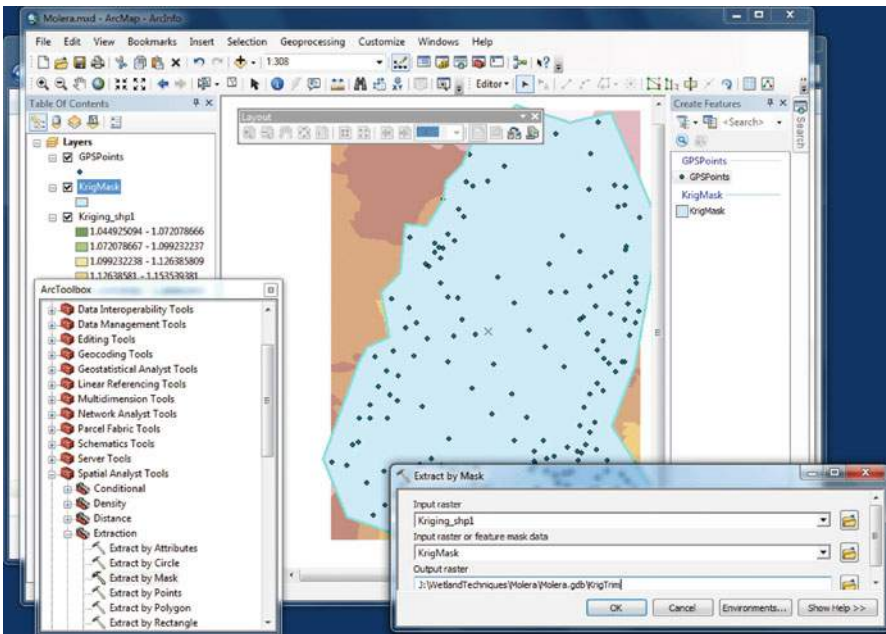 Molera.mxd - ArcMap - ArcInfo
File Edit View Bookmarks Insert Selection Geoprocessing Customize Windows Help
1.308
Editor
Table Of Contents
Layers
GPSPoints
KrigMask
Kriging_shp1
1.044925094 - 1.072078666
1.072078667 - 1.099232237
1.099232238 - 1.126385809
1.12638581 - 1.153539381
Layout
Create Features
<Search>
Search
GPSPoints
GPSPoints
KrigMask
KrigMask
ArcToolbox
Data Interoperability Tools
Data Management Tools
Editing Tools
Geocoding Tools
Geostatistical Analyst Tools
Linear Referencing Tools
Multidimension Tools
Network Analyst Tools
Parcel Fabric Tools
Schematics Tools
Server Tools
Spatial Analyst Tools
Conditional
Density
Distance
Extraction
Extract by Attributes
Extract by Circle
Extract by Mask
Extract by Points
Extract by Polygon
Extract by Rectangle
Extract by Mask
Input raster
Kriging_shp1
Input raster or feature mask data
KrigMask
Output raster
J:\WetlandTechniques\Molera\Molera.gdb\KrigTrim
OK Cancel Environments... Show Help >>